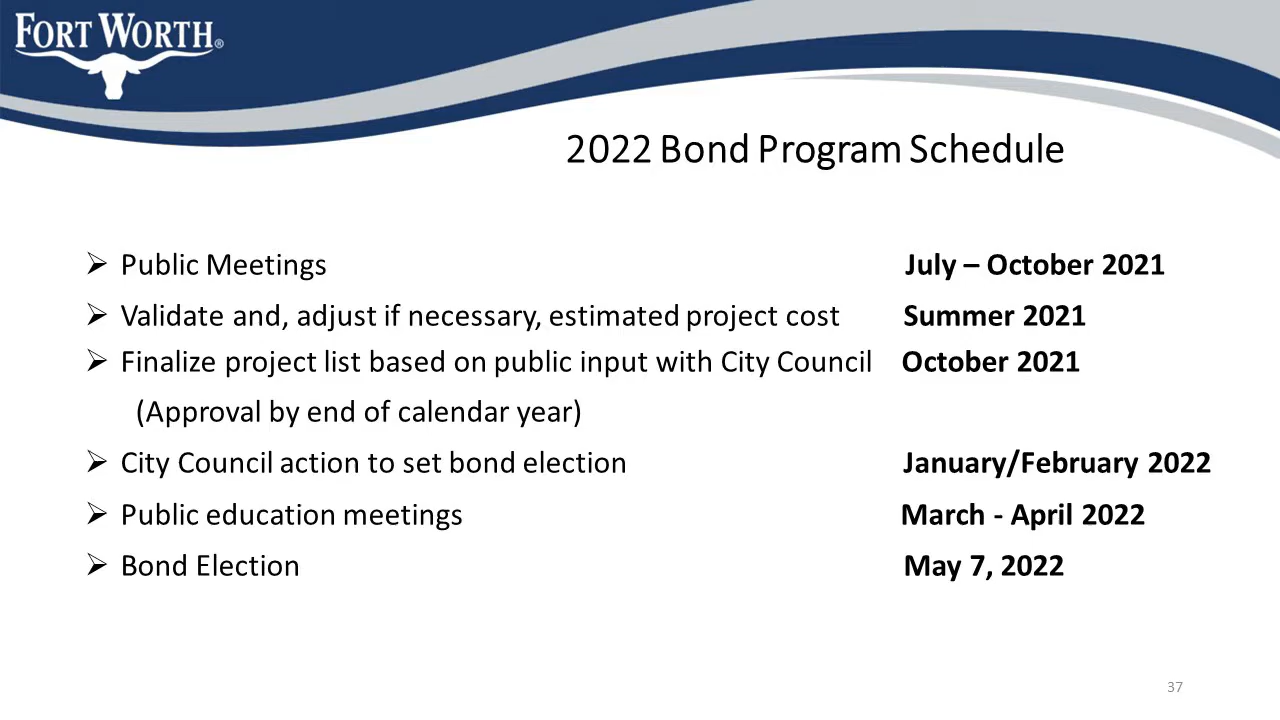 FORT WORTH®
2022 Bond Program Schedule
➢ Public Meetings July – October 2021
➢ Validate and, adjust if necessary, estimated project cost Summer 2021
➢ Finalize project list based on public input with City Council October 2021
(Approval by end of calendar year)
➢ City Council action to set bond election January/February 2022
➢ Public education meetings March - April 2022
➢ Bond Election May 7, 2022
37